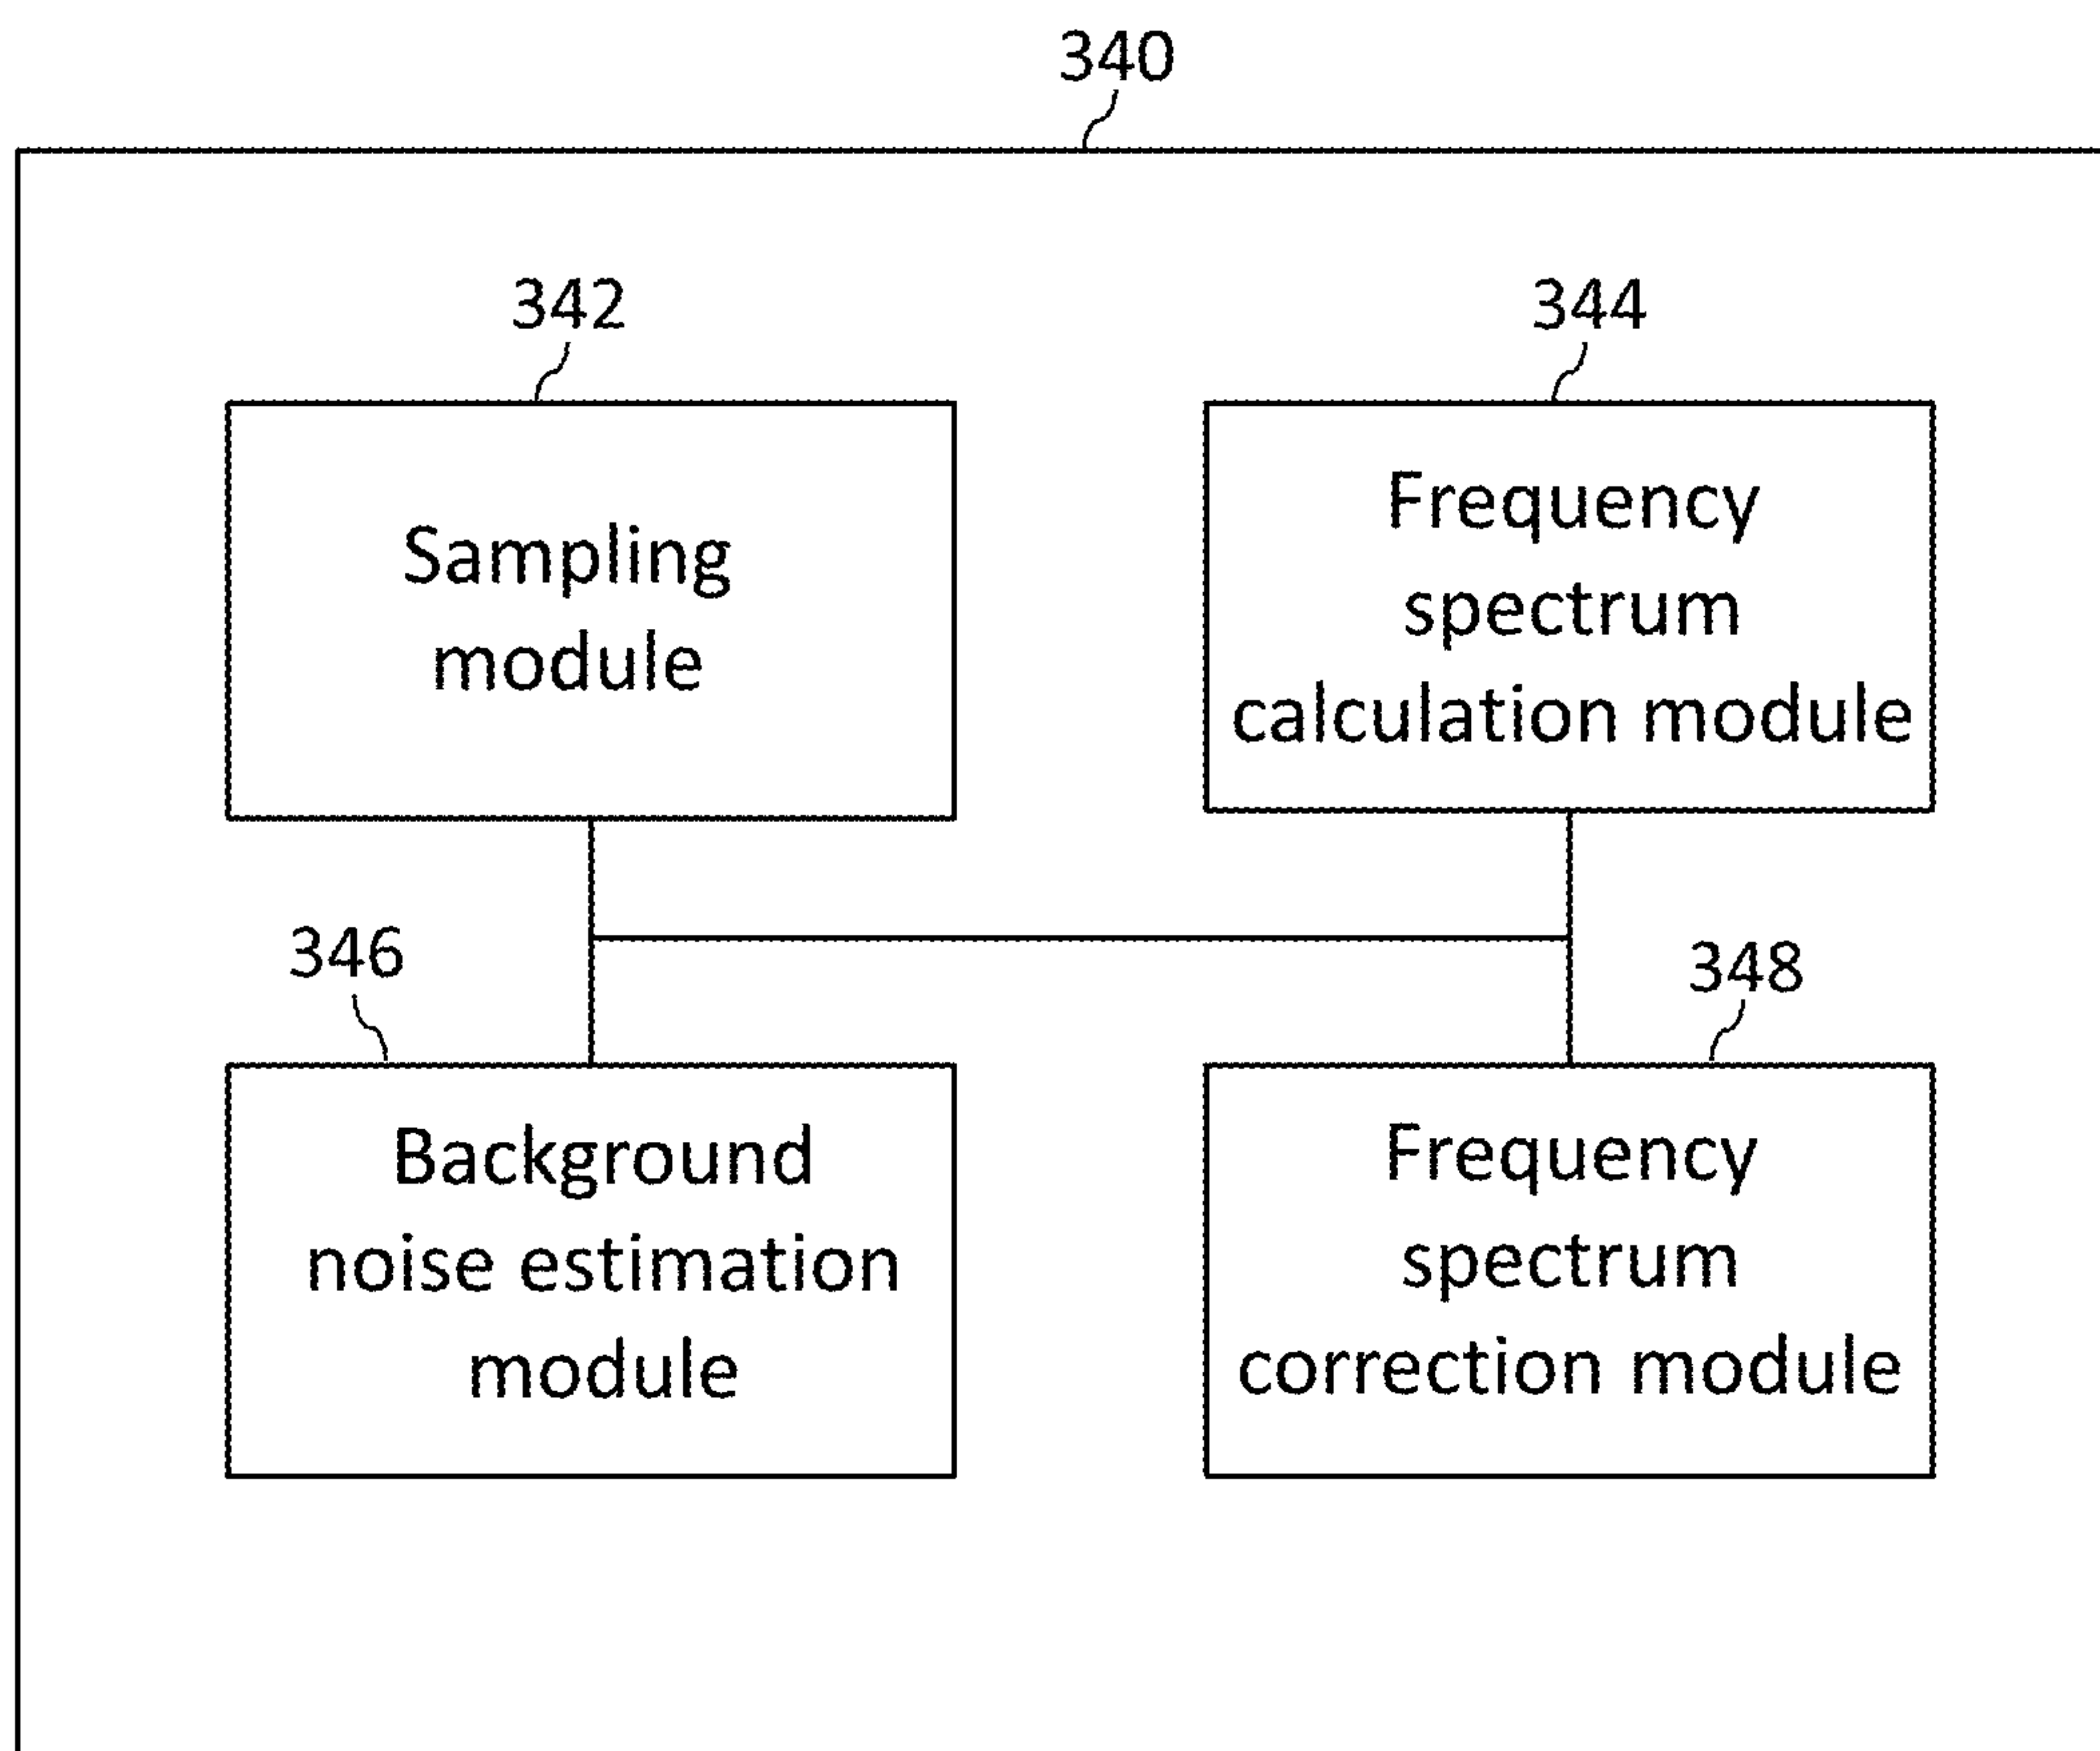 340
342
344
Sampling
module
Frequency
spectrum
calculation module
346
348
Background
noise estimation
module
Frequency
spectrum
correction module